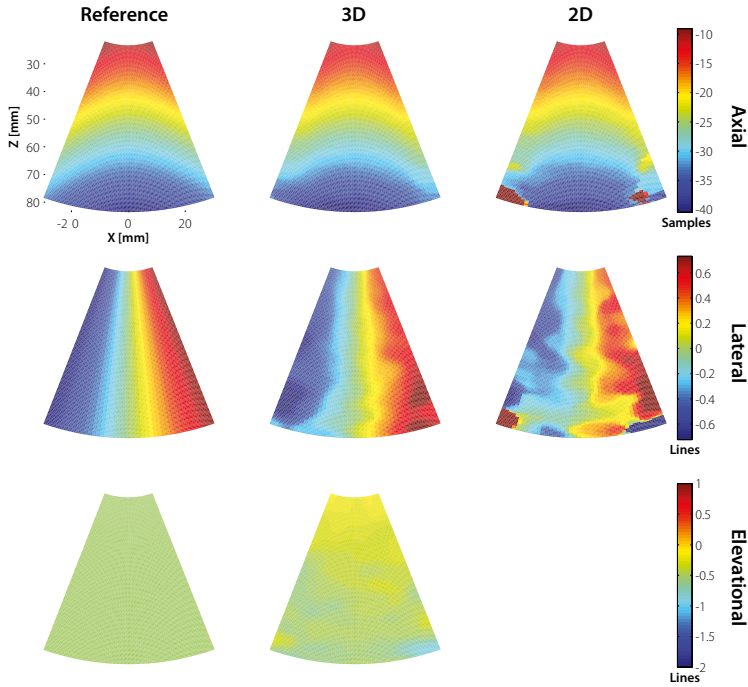 Reference 3D 2D
30
40
50
60
70
80
Z [mm]
-2 0 0 20
X [mm]
-10
-15
-20
-25
-30
-35
-40
Samples
Axial
0.6
0.4
0.2
0
-0.2
-0.4
-0.6
Lines
Lateral
1
0.5
0
-0.5
-1
-1.5
-2
Lines
Elevational